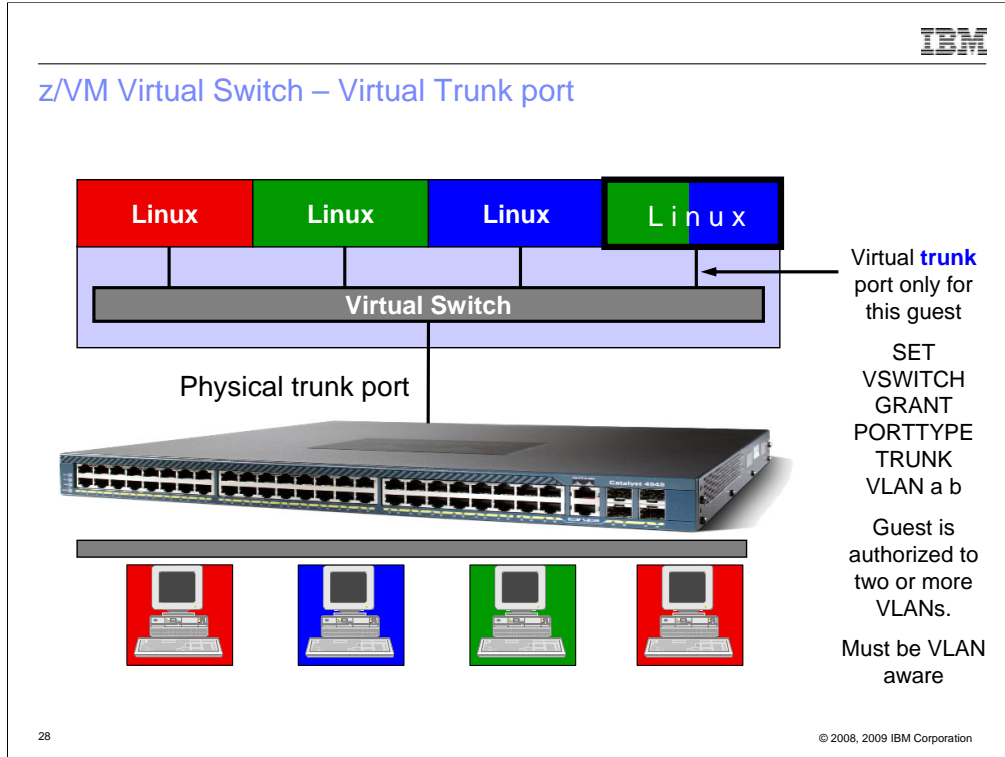 IBM
z/VM Virtual Switch – Virtual Trunk port
Linux
Linux
Linux
Linux
Virtual Switch
Physical trunk port
Catalyst 4948
Virtual trunk
port only for
this guest
SET
VSWITCH
GRANT
PORTTYPE
TRUNK
VLAN a b
Guest is
authorized to
two or more
VLANs.
Must be VLAN
aware
28
© 2008, 2009 IBM Corporation